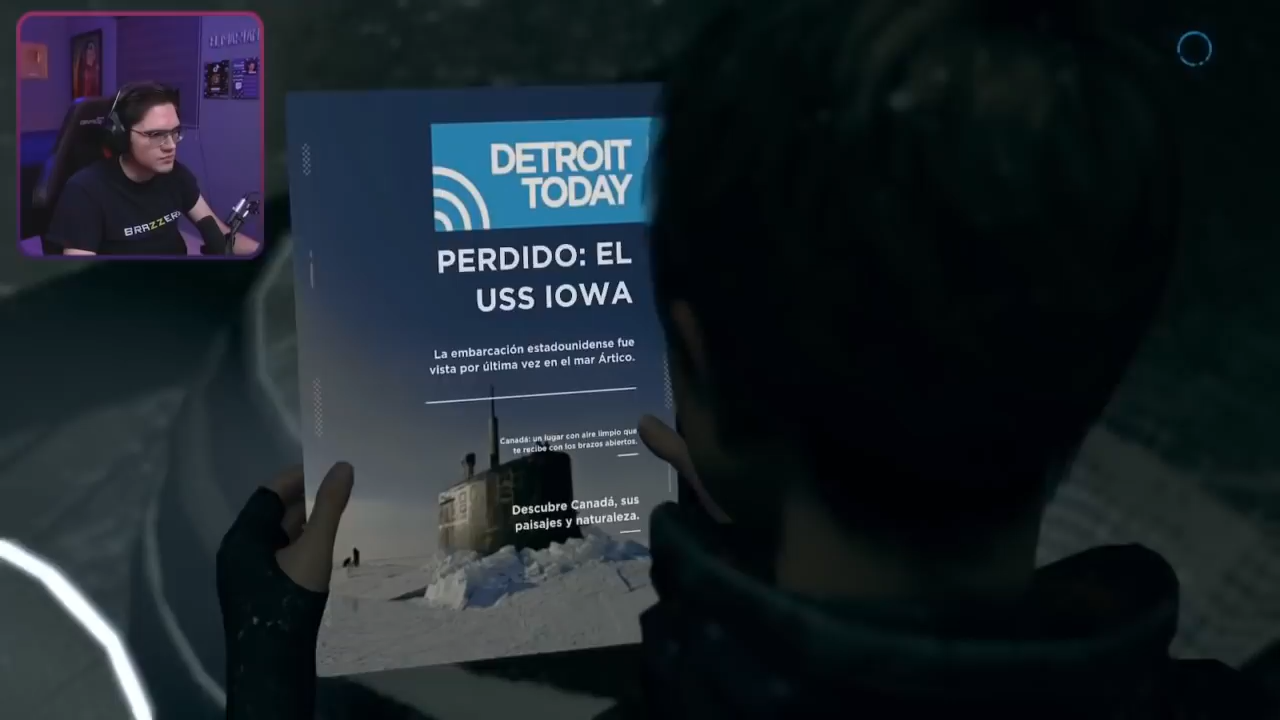 BRAZZER
DETROIT
TODAY
PERDIDO: EL
USS IOWA
La embarcación estadounidense fue
vista por última vez en el mar Ártico.
Canadá: un lugar con aire limpio que
te recibe con los brazos abiertos.
Descubre Canadá, sus
paisajes y naturaleza.